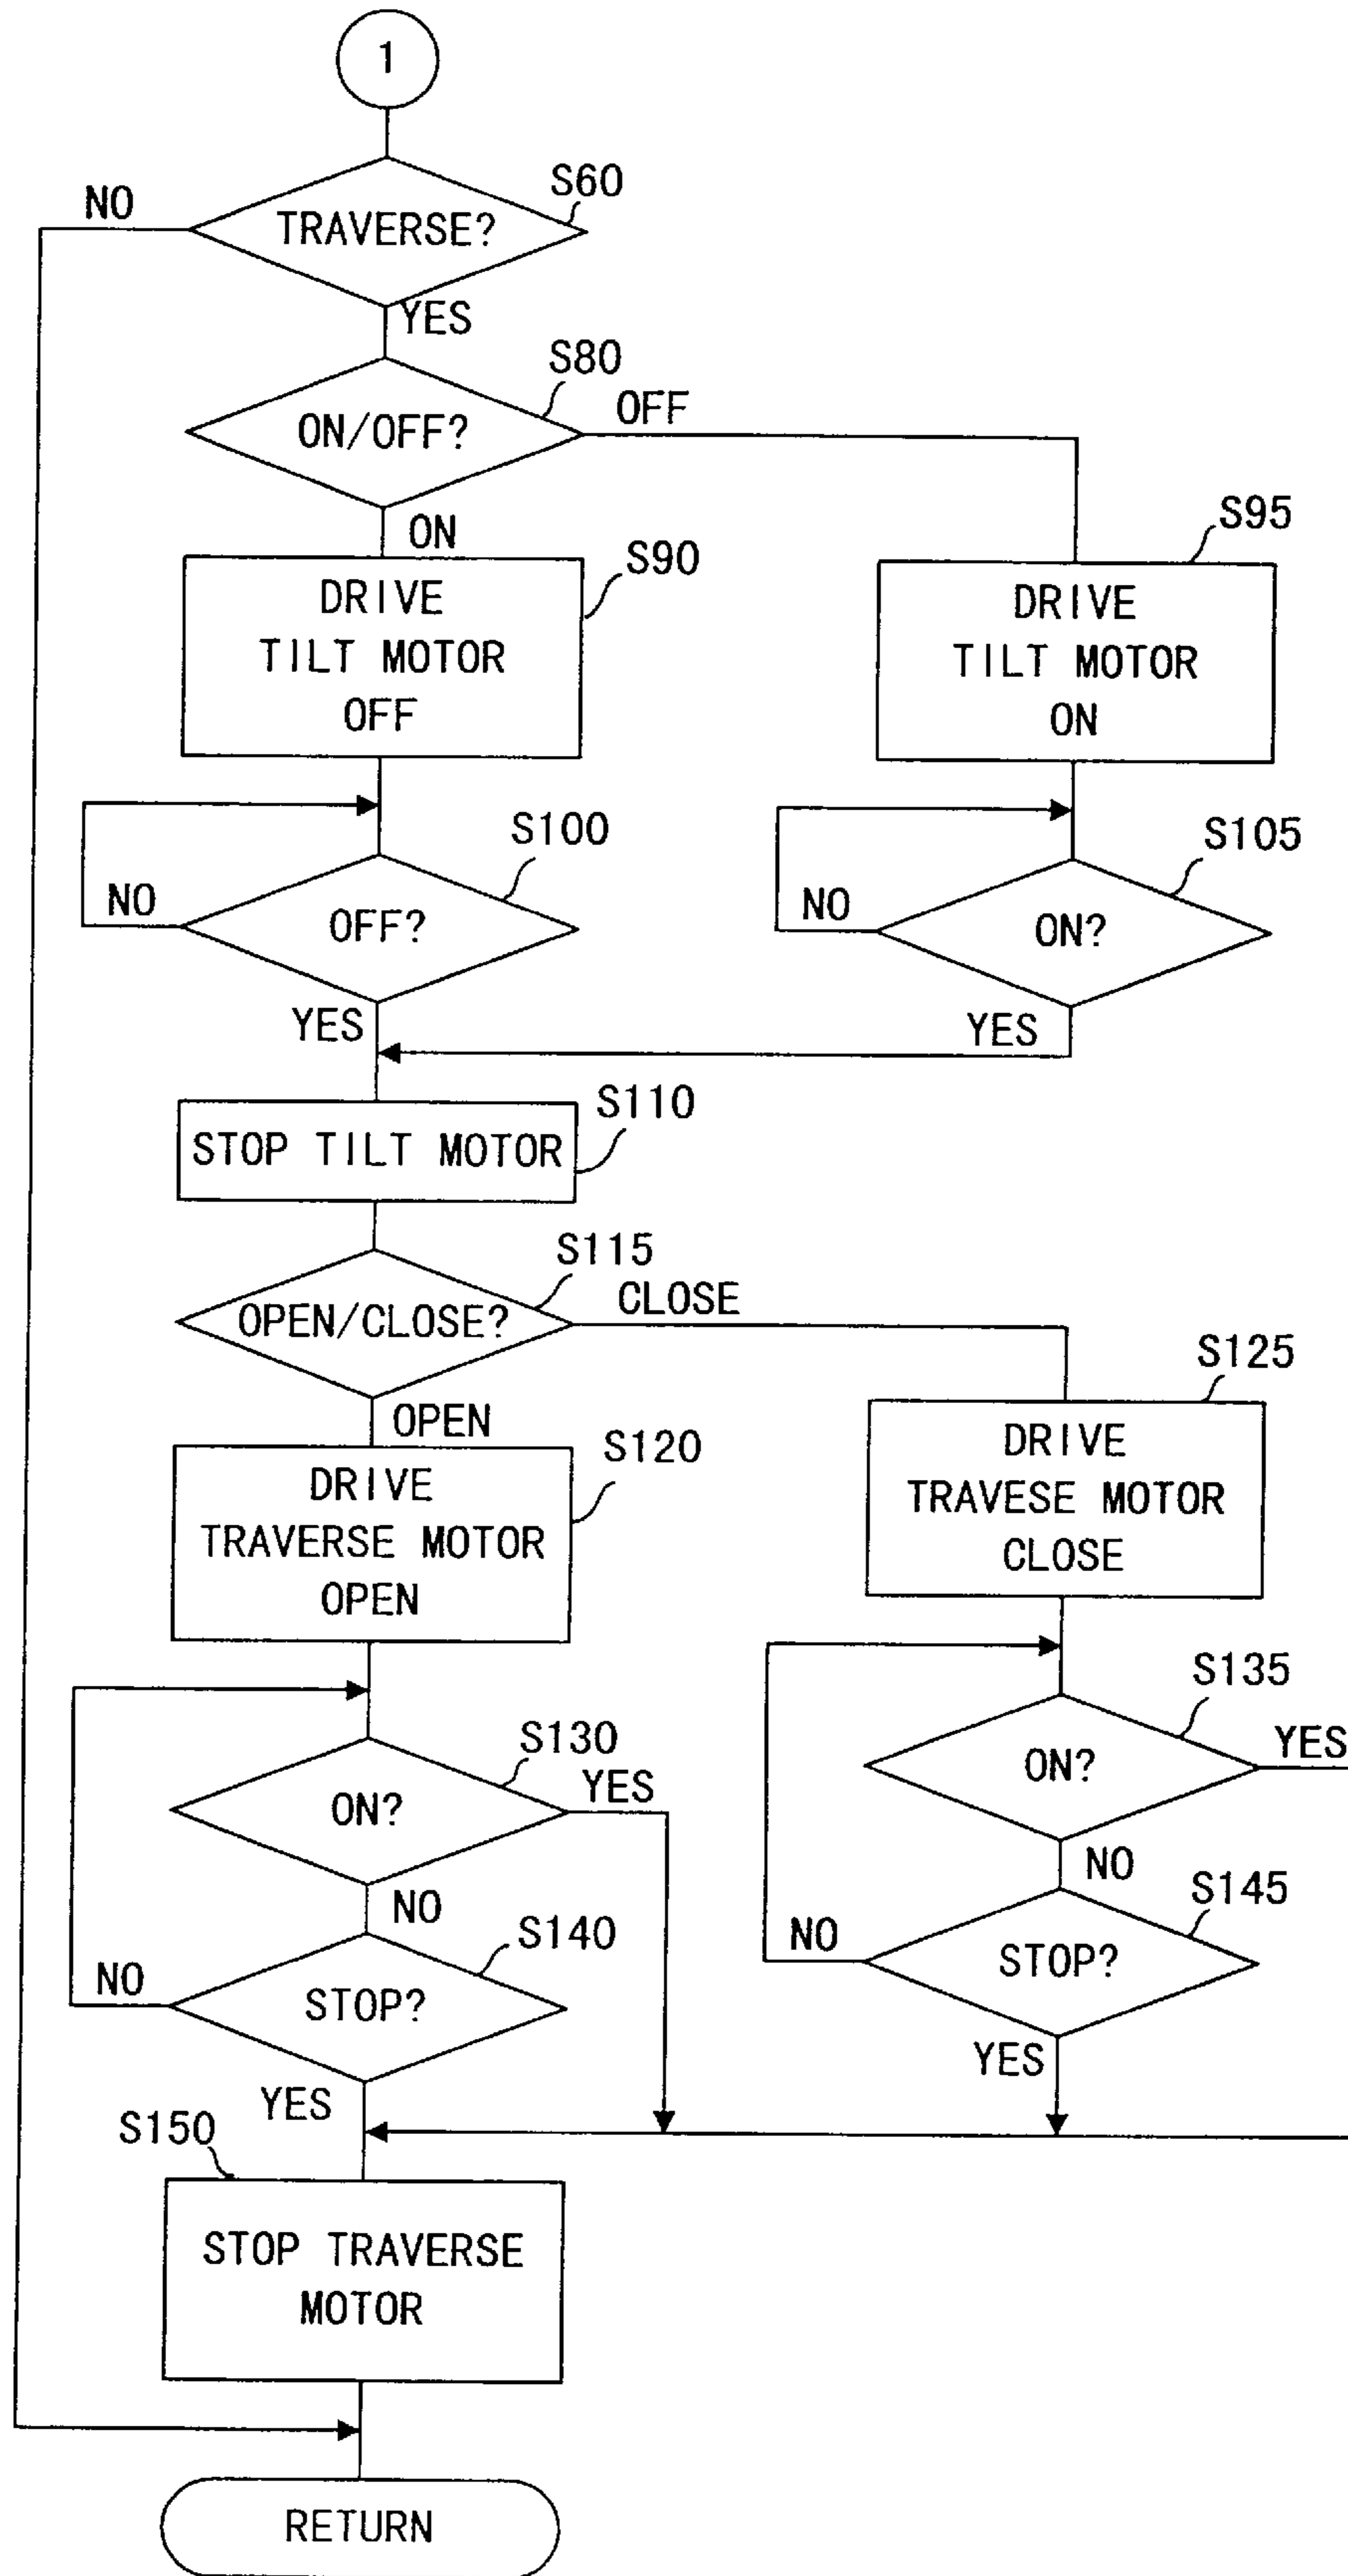 1
NO
S60
TRAVERSE?
YES
S80
OFF
ON/OFF?
ON
S90
DRIVE
TILT MOTOR
OFF
S95
DRIVE
TILT MOTOR
ON
S100
NO
OFF?
YES
S105
NO
ON?
YES
S110
STOP TILT MOTOR
S115
CLOSE
OPEN/CLOSE?
OPEN
S120
DRIVE
TRAVERSE MOTOR
OPEN
S125
DRIVE
TRAVESE MOTOR
CLOSE
S130
YES
ON?
NO
S135
YES
ON?
NO
S140
NO
STOP?
YES
S145
NO
STOP?
YES
S150
STOP TRAVERSE
MOTOR
RETURN